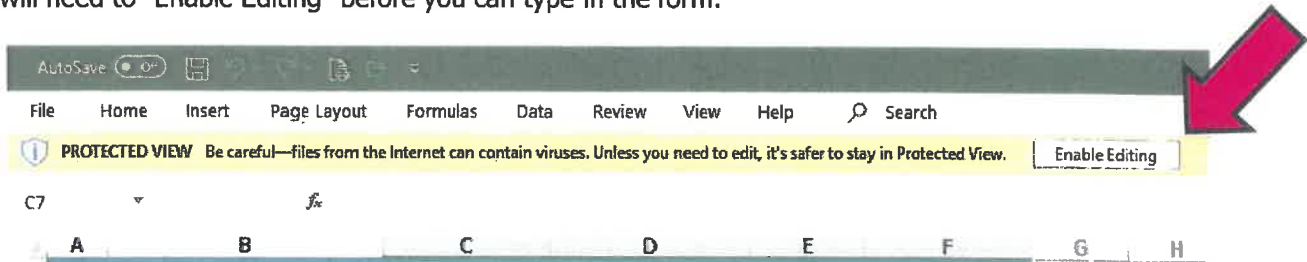 will need to "Enable Editing" before you can type in the form.
AutoSave Off
File Home Insert Page Layout Formulas Data Review View Help Search
PROTECTED VIEW Be careful—files from the Internet can contain viruses. Unless you need to edit, it's safer to stay in Protected View. Enable Editing
C7 fx
A B C D E F G H